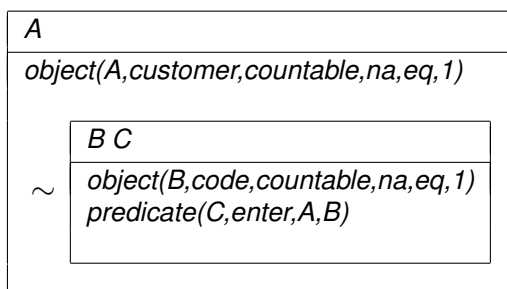 A
object(A,customer,countable,na,eq,1)
B C
∼
object(B,code,countable,na,eq,1)
predicate(C,enter,A,B)